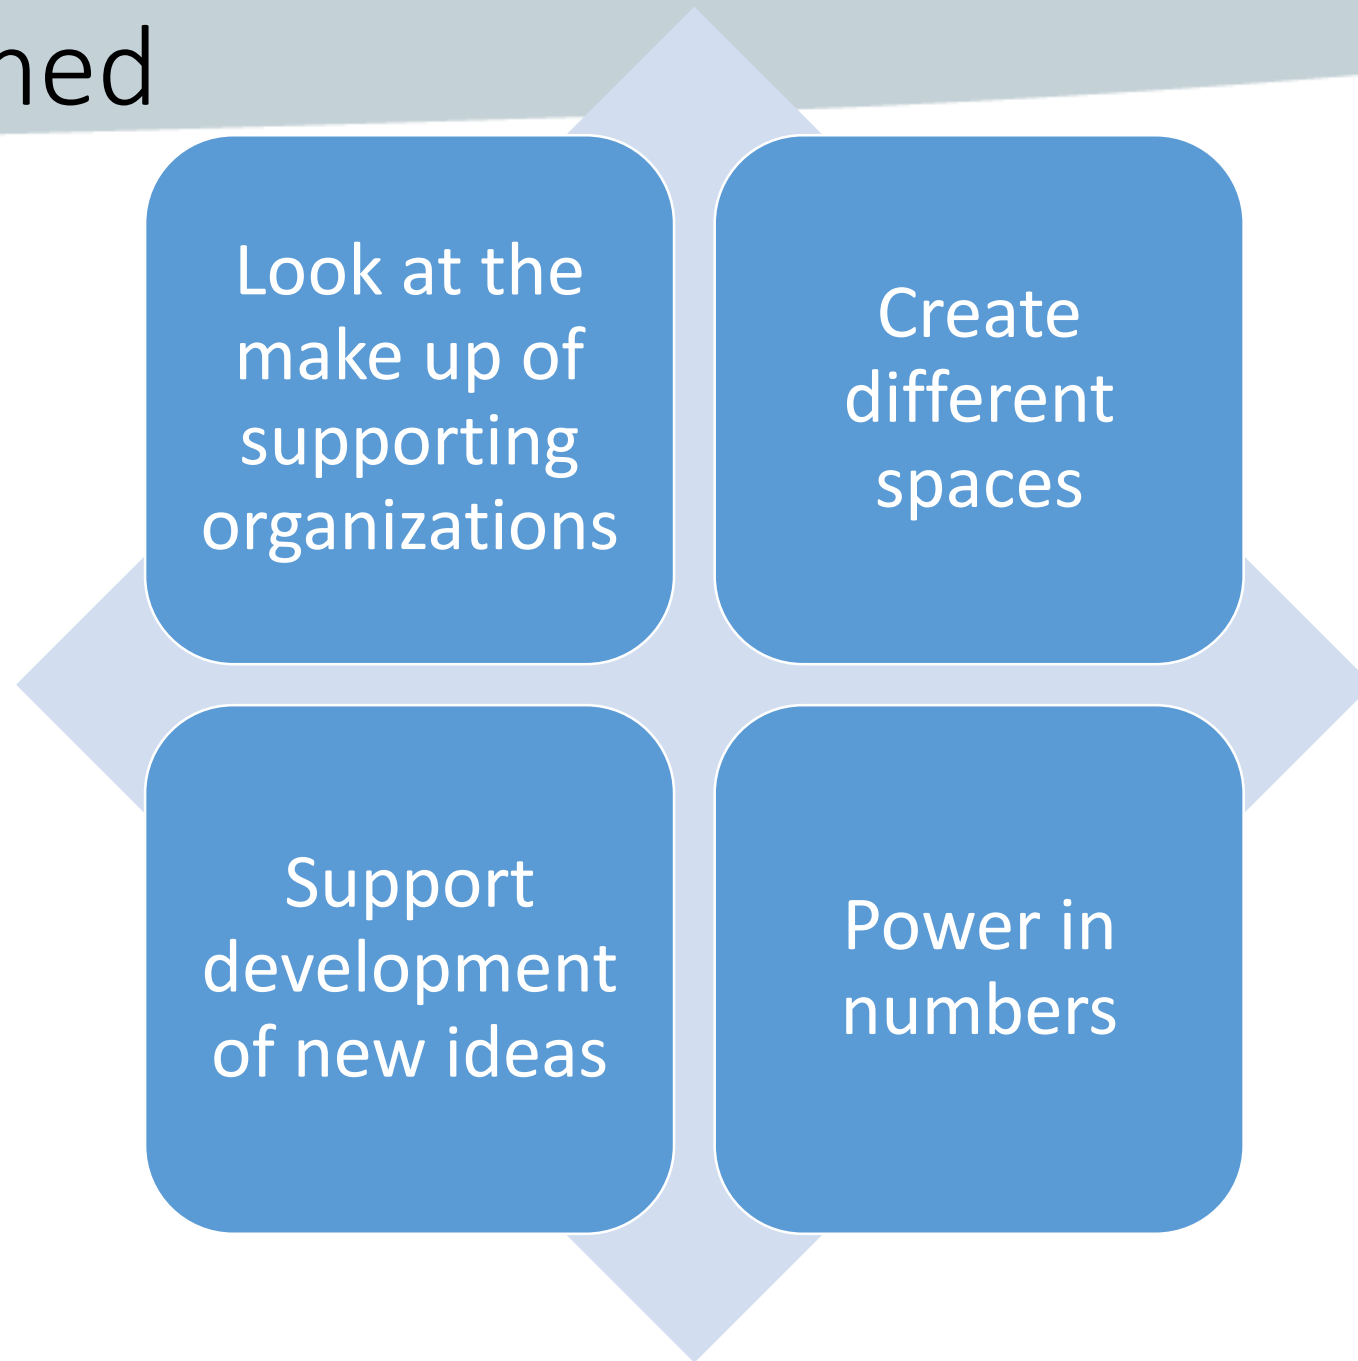 ned
Look at the
make up of
supporting
organizations
Create
different
spaces
Support
development
of new ideas
Power in
numbers